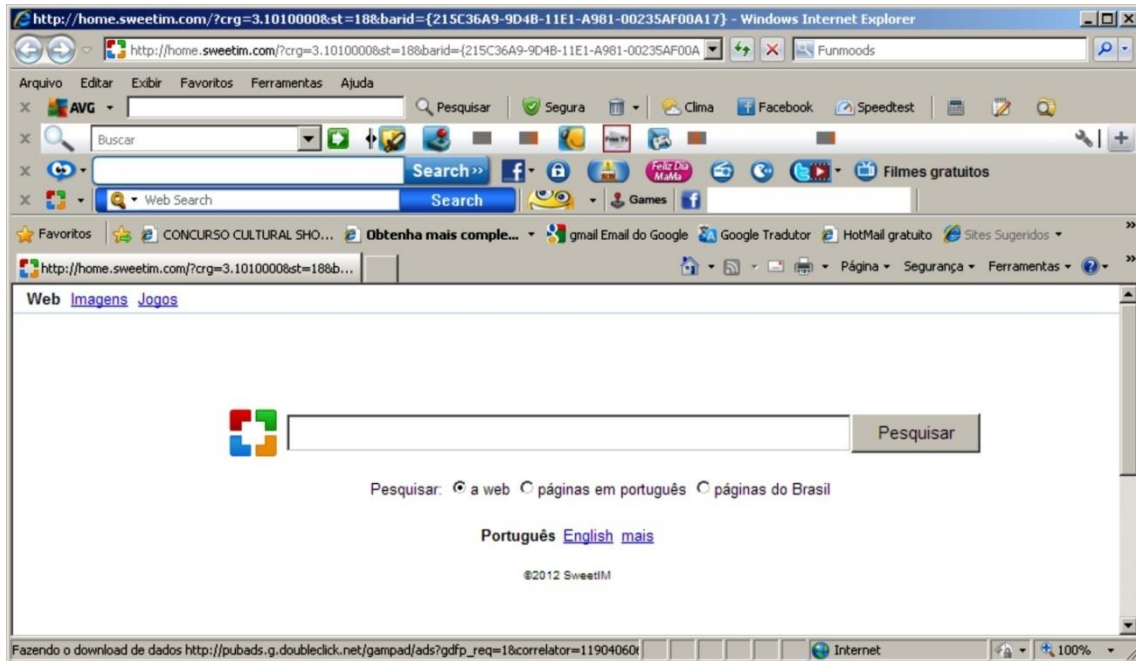 http://home.sweetim.com/?crg=3.1010000&st=18&barid={215C36A9-9D4B-11E1-A981-00235AF00A17} - Windows Internet Explorer
http://home.sweetim.com/?crg=3.1010000&st=18&barid={215C36A9-9D4B-11E1-A981-00235AF00A Funmoods
Arquivo Editar Exibir Favoritos Ferramentas Ajuda
x AVG Pesquisar Segura Clima Facebook Speedtest
x Buscar Free TV
x Search>> Feliz Dia MaMa Filmes gratuitos
x Web Search Search Games
Favoritos CONCURSO CULTURAL SHO... Obtenha mais comple... gmail Email do Google Google Tradutor HotMail gratuito Sites Sugeridos »
http://home.sweetim.com/?crg=3.1010000&st=18&b... Página Segurança Ferramentas »
Web Imagens Jogos
Pesquisar
Pesquisar: a web páginas em português páginas do Brasil
Português English mais
©2012 SweetIM
Fazendo o download de dados http://pubads.g.doubleclick.net/gampad/ads?gdfp_req=1&correlator=1190406 Internet 100%